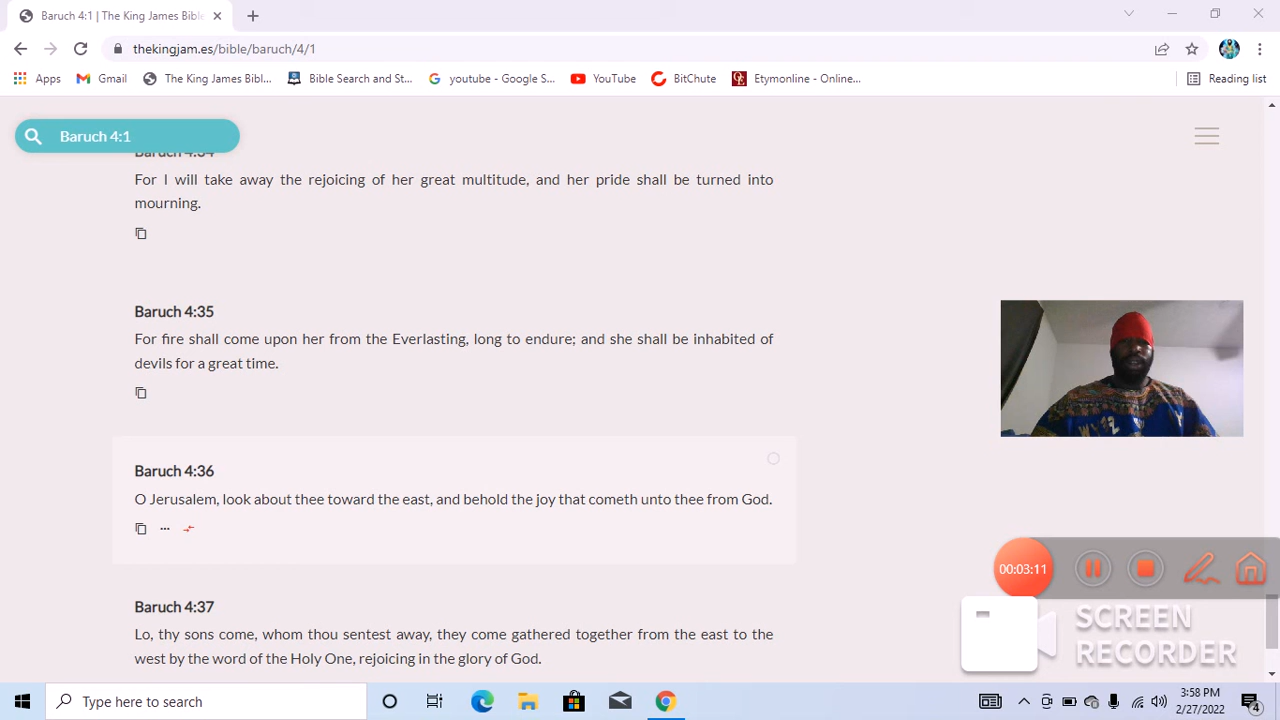 Baruch 4:1 | The King James Bible
thekingjam.es/bible/baruch/4/1
Apps
Gmail
The King James Bibl...
Bible Search and St...
youtube - Google S...
YouTube
BitChute
Etymonline - Online...
Reading list
Baruch 4:1
Baruch 4:34
For I will take away the rejoicing of her great multitude, and her pride shall be turned into
mourning.
Baruch 4:35
For fire shall come upon her from the Everlasting, long to endure; and she shall be inhabited of
devils for a great time.
Baruch 4:36
O Jerusalem, look about thee toward the east, and behold the joy that cometh unto thee from God.
Baruch 4:37
Lo, thy sons come, whom thou sentest away, they come gathered together from the east to the
west by the word of the Holy One, rejoicing in the glory of God.
00:03:11
SCREEN
RECORDER
Type here to search
3:58 PM
2/27/2022
4